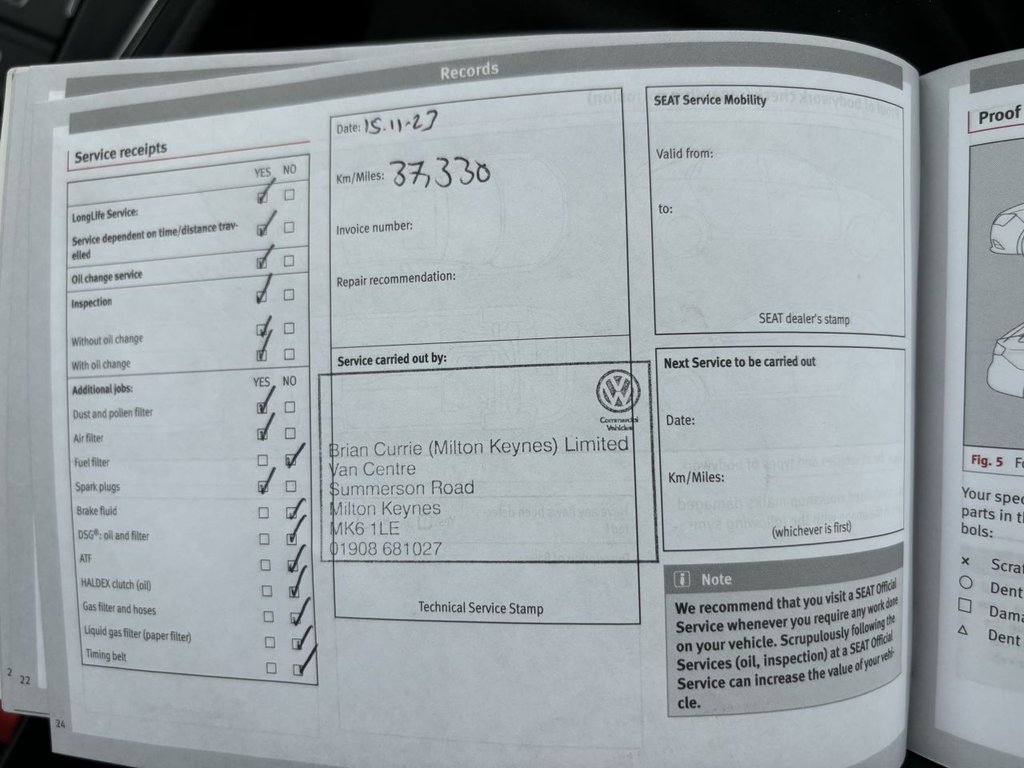 Records
Service receipts
YES NO
LongLife Service:
Service dependent on time/distance trav-
elled
Oil change service
Inspection
Without oil change
With oil change
Additional jobs:
YES NO
Dust and pollen filter
Air filter
Fuel filter
Spark plugs
Brake fluid
DSG®: oil and filter
ATF
HALDEX clutch (oil)
Gas filter and hoses
Liquid gas filter (paper filter)
Timing belt
Date: 15.11.23
Km/Miles: 37,330
Invoice number:
Repair recommendation:
Service carried out by:
Commercial
Vehicles
Brian Currie (Milton Keynes) Limited
Van Centre
Summerson Road
Milton Keynes
MK6 1LE
01908 681027
Technical Service Stamp
SEAT Service Mobility
Valid from:
to:
SEAT dealer's stamp
Next Service to be carried out
Date:
Km/Miles:
(whichever is first)
i Note
We recommend that you visit a SEAT Official
Service whenever you require any work done
on your vehicle. Scrupulously following the
Services (oil, inspection) at a SEAT Official
Service can increase the value of your vehi-
cle.
2 22
24
Proof
Fig. 5
Your spec
parts in t
bols:
× Scrat
Dent
Dama
Dent